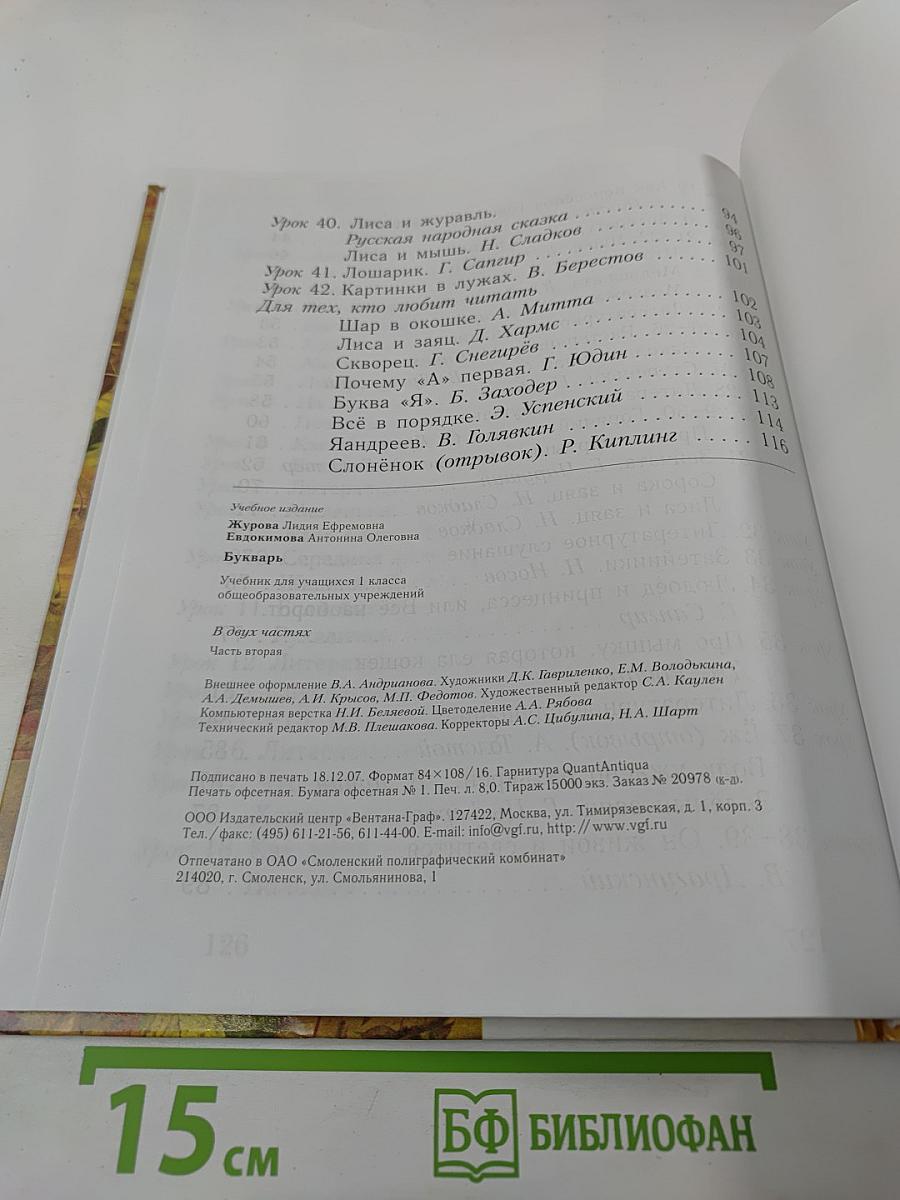 Урок 40. Лиса и журавль.
Русская народная сказка . . . . . . . . . . . . . . 94
Лиса и мышь. Н. Сладков . . . . . . . . . . . . 96
Урок 41. Лошарик. Г. Сапгир . . . . . . . . . . . . . . 97
Урок 42. Картинки в лужах. В. Берестов . . . . . . . 101
Для тех, кто любит читать
Шар в окошке. А. Митта . . . . . . . . . . . 102
Лиса и заяц. Д. Хармс . . . . . . . . . . . . 103
Скворец. Г. Снегирёв . . . . . . . . . . . . . 104
Почему «А» первая. Г. Юдин . . . . . . . . 107
Буква «Я». Б. Заходер . . . . . . . . . . . . 108
Всё в порядке. Э. Успенский . . . . . . . . 113
Яандреев. В. Голявкин . . . . . . . . . . . . 114
Слонёнок (отрывок). Р. Киплинг . . . . . 116
Учебное издание
Журова Лидия Ефремовна
Евдокимова Антонина Олеговна
Букварь
Учебник для учащихся 1 класса
общеобразовательных учреждений
В двух частях
Часть вторая
Внешнее оформление В.А. Андрианова. Художники Д.К. Гавриленко, Е.М. Володькина,
А.А. Демышев, А.И. Крысов, М.П. Федотов. Художественный редактор С.А. Каулен
Компьютерная верстка Н.И. Беляевой. Цветоделение А.А. Рябова
Технический редактор М.В. Плешакова. Корректоры А.С. Цибулина, Н.А. Шарт
Подписано в печать 18.12.07. Формат 84×108/16. Гарнитура QuantAntiqua
Печать офсетная. Бумага офсетная № 1. Печ. л. 8,0. Тираж 15000 экз. Заказ № 20978 (к-д).
ООО Издательский центр «Вентана-Граф». 127422, Москва, ул. Тимирязевская, д. 1, корп. 3
Тел./факс: (495) 611-21-56, 611-44-00. E-mail: info@vgf.ru, http://www.vgf.ru
Отпечатано в ОАО «Смоленский полиграфический комбинат»
214020, г. Смоленск, ул. Смольянинова, 1
15 см
БФ БИБЛИОФАН